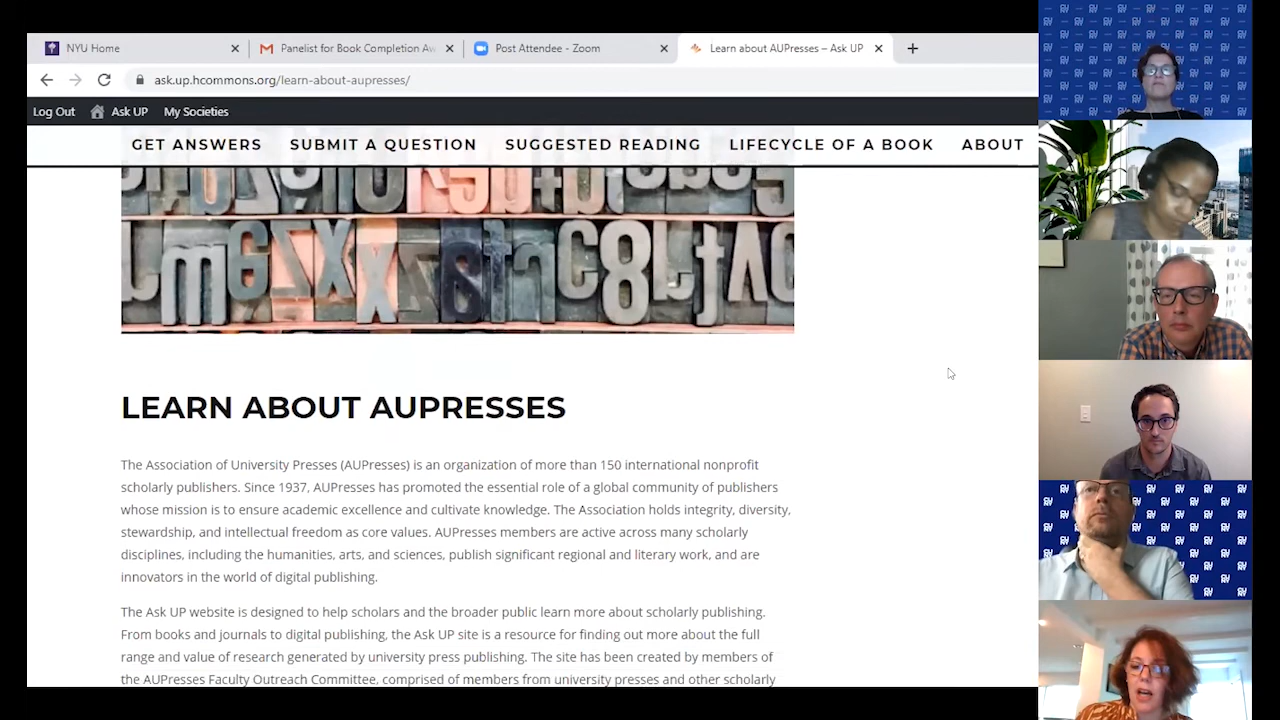 NYU Home
Panelist for Book Completion Aw
Post Attendee - Zoom
Learn about AUPresses – Ask UP
ask.up.hcommons.org/learn-about-aupresses/
Log Out Ask UP My Societies
GET ANSWERS SUBMIT A QUESTION SUGGESTED READING LIFECYCLE OF A BOOK ABOUT
LEARN ABOUT AUPRESSES
The Association of University Presses (AUPresses) is an organization of more than 150 international nonprofit
scholarly publishers. Since 1937, AUPresses has promoted the essential role of a global community of publishers
whose mission is to ensure academic excellence and cultivate knowledge. The Association holds integrity, diversity,
stewardship, and intellectual freedom as core values. AUPresses members are active across many scholarly
disciplines, including the humanities, arts, and sciences, publish significant regional and literary work, and are
innovators in the world of digital publishing.
The Ask UP website is designed to help scholars and the broader public learn more about scholarly publishing.
From books and journals to digital publishing, the Ask UP site is a resource for finding out more about the full
range and value of research generated by university press publishing. The site has been created by members of
the AUPresses Faculty Outreach Committee, comprised of members from university presses and other scholarly